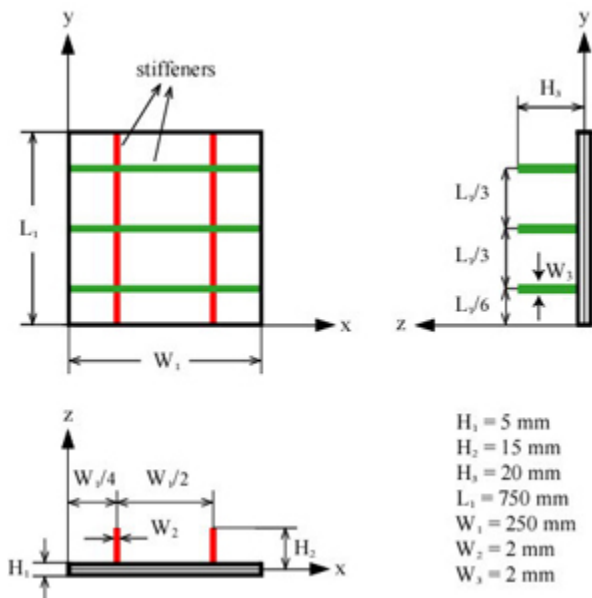 y
stiffeners
L₁
x
W₁
y
H₃
L₁/3
L₁/3
W₃
L₁/6
z
z
W₁/4
W₁/2
W₂
H₂
H₁
x
H₁ = 5 mm
H₂ = 15 mm
H₃ = 20 mm
L₁ = 750 mm
W₁ = 250 mm
W₂ = 2 mm
W₃ = 2 mm